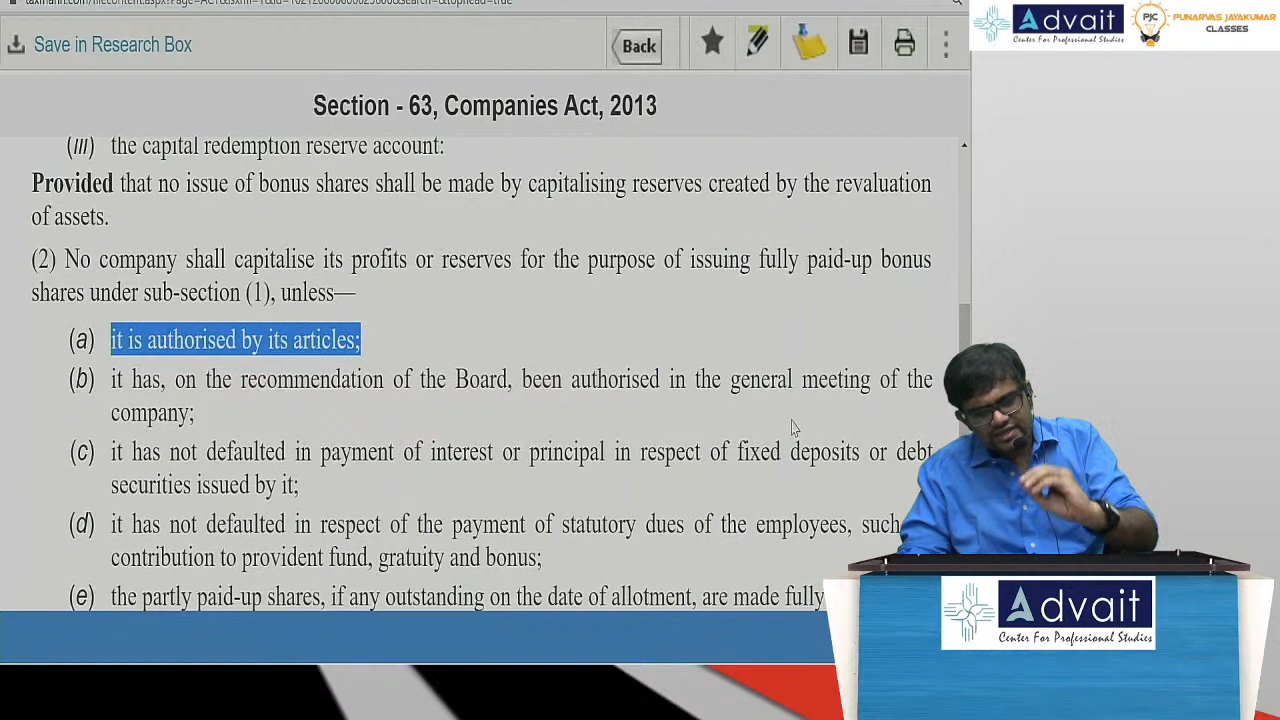 Save in Research Box
Back
Advait
Center For Professional Studies
PJC
PUNARVAS JAYAKUMAR
CLASSES
Section - 63, Companies Act, 2013
(iii) the capital redemption reserve account:
Provided that no issue of bonus shares shall be made by capitalising reserves created by the revaluation
of assets.
(2) No company shall capitalise its profits or reserves for the purpose of issuing fully paid-up bonus
shares under sub-section (1), unless—
(a) it is authorised by its articles;
(b) it has, on the recommendation of the Board, been authorised in the general meeting of the
company;
(c) it has not defaulted in payment of interest or principal in respect of fixed deposits or debt
securities issued by it;
(d) it has not defaulted in respect of the payment of statutory dues of the employees, such
contribution to provident fund, gratuity and bonus;
(e) the partly paid-up shares, if any outstanding on the date of allotment, are made fully
Advait
Center For Professional Studies